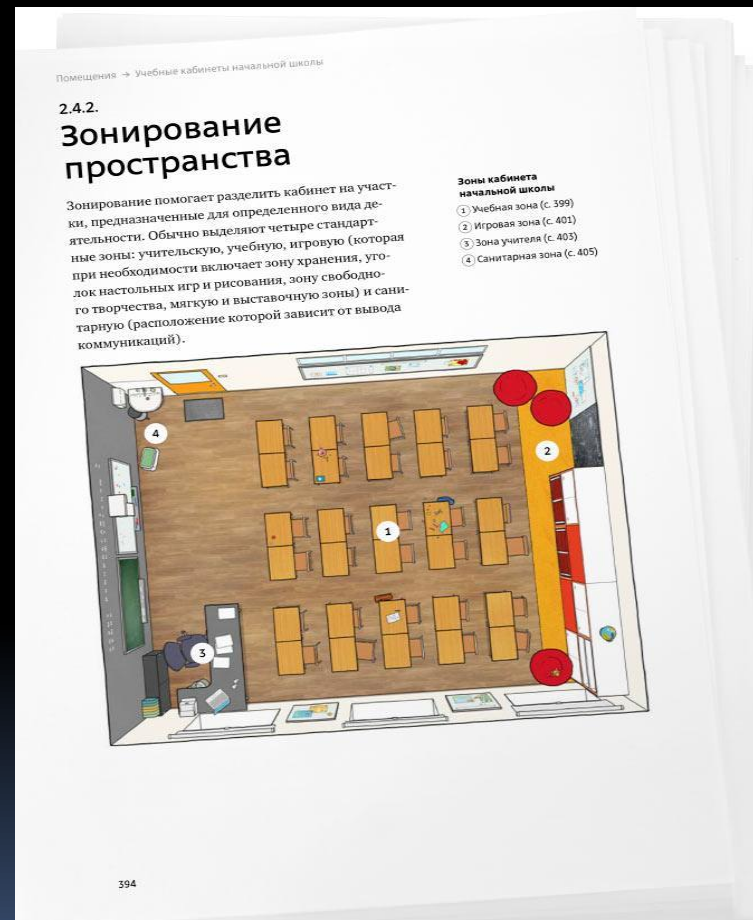 Помещения → Учебные кабинеты начальной школы
2.4.2.
Зонирование
пространства
Зонирование помогает разделить кабинет на участ-
ки, предназначенные для определенного вида де-
ятельности. Обычно выделяют четыре стандарт-
ные зоны: учительскую, учебную, игровую (которая
при необходимости включает зону хранения, уго-
лок настольных игр и рисования, зону свободно-
го творчества, мягкую и выставочную зоны) и сани-
тарную (расположение которой зависит от вывода
коммуникаций).
Зоны кабинета
начальной школы
1 Учебная зона (с. 399)
2 Игровая зона (с. 401)
3 Зона учителя (с. 403)
4 Санитарная зона (с. 405)
4
2
1
3
394